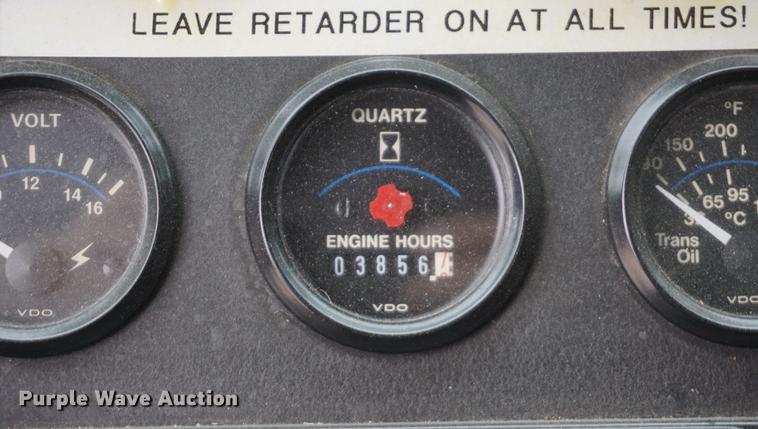 LEAVE RETARDER ON AT ALL TIMES!
VOLT
12
14
16
VDO
QUARTZ
ENGINE HOURS
03856
VDO
°F
200
150
90
65
95
°C
Trans
Oil
VDO
Purple Wave Auction